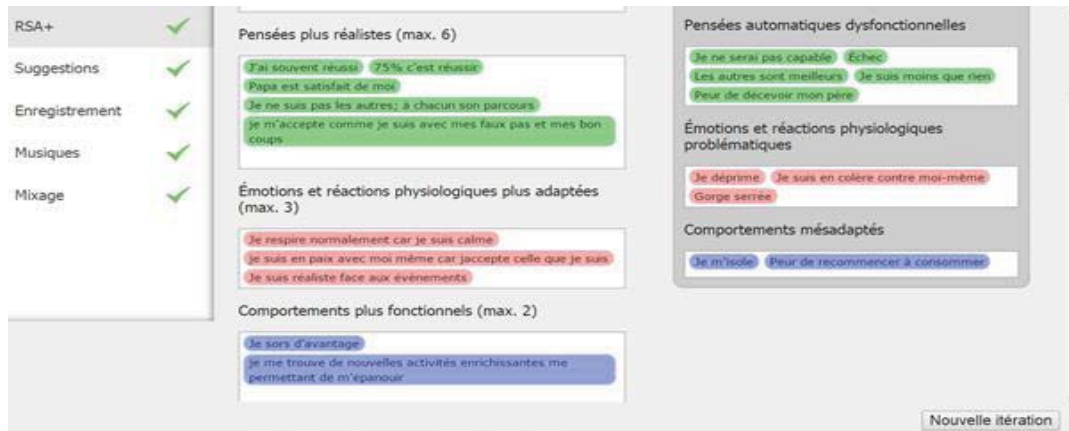 RSA+
Suggestions
Enregistrement
Musiques
Mixage
Pensées plus réalistes (max. 6)
J'ai souvent réussi 75% c'est réussir
Papa est satisfait de moi
Je ne suis pas les autres; à chacun son parcours
je m'accepte comme je suis avec mes faux pas et mes bon
coups
Émotions et réactions physiologiques plus adaptées
(max. 3)
Je respire normalement car je suis calme
je suis en paix avec moi même car jaccepte celle que je suis
Je suis réaliste face aux évènements
Comportements plus fonctionnels (max. 2)
Je sors d'avantage
je me trouve de nouvelles activités enrichissantes me
permettant de m'épanouir
Pensées automatiques dysfonctionnelles
Je ne serai pas capable Échec
Les autres sont meilleurs Je suis moins que rien
Peur de décevoir mon père
Émotions et réactions physiologiques
problématiques
Je déprime Je suis en colère contre moi-même
Gorge serrée
Comportements mésadaptés
Je m'isole Peur de recommencer à consommer
Nouvelle itération